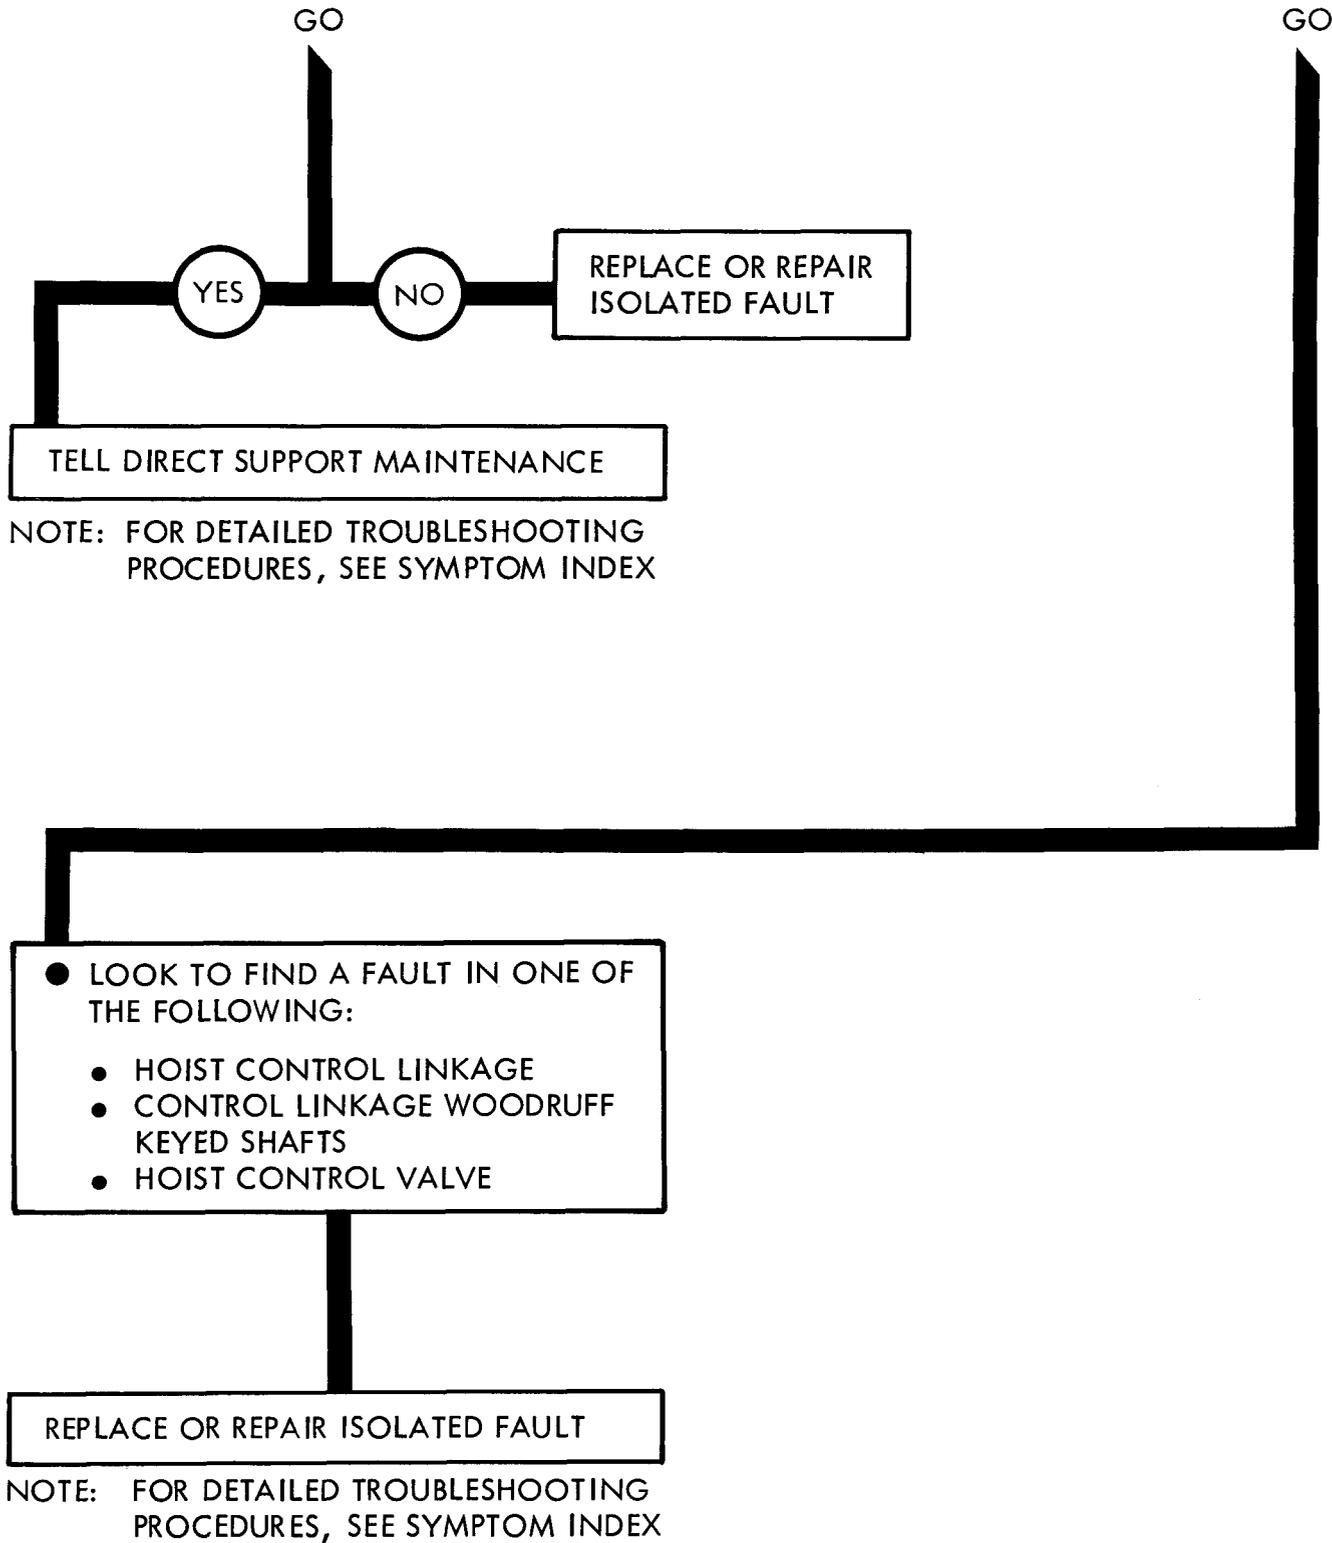 GO
GO
YES
NO
REPLACE OR REPAIR
ISOLATED FAULT
TELL DIRECT SUPPORT MAINTENANCE
NOTE: FOR DETAILED TROUBLESHOOTING
PROCEDURES, SEE SYMPTOM INDEX
● LOOK TO FIND A FAULT IN ONE OF
THE FOLLOWING:
● HOIST CONTROL LINKAGE
● CONTROL LINKAGE WOODRUFF
KEYED SHAFTS
● HOIST CONTROL VALVE
REPLACE OR REPAIR ISOLATED FAULT
NOTE: FOR DETAILED TROUBLESHOOTING
PROCEDURES, SEE SYMPTOM INDEX